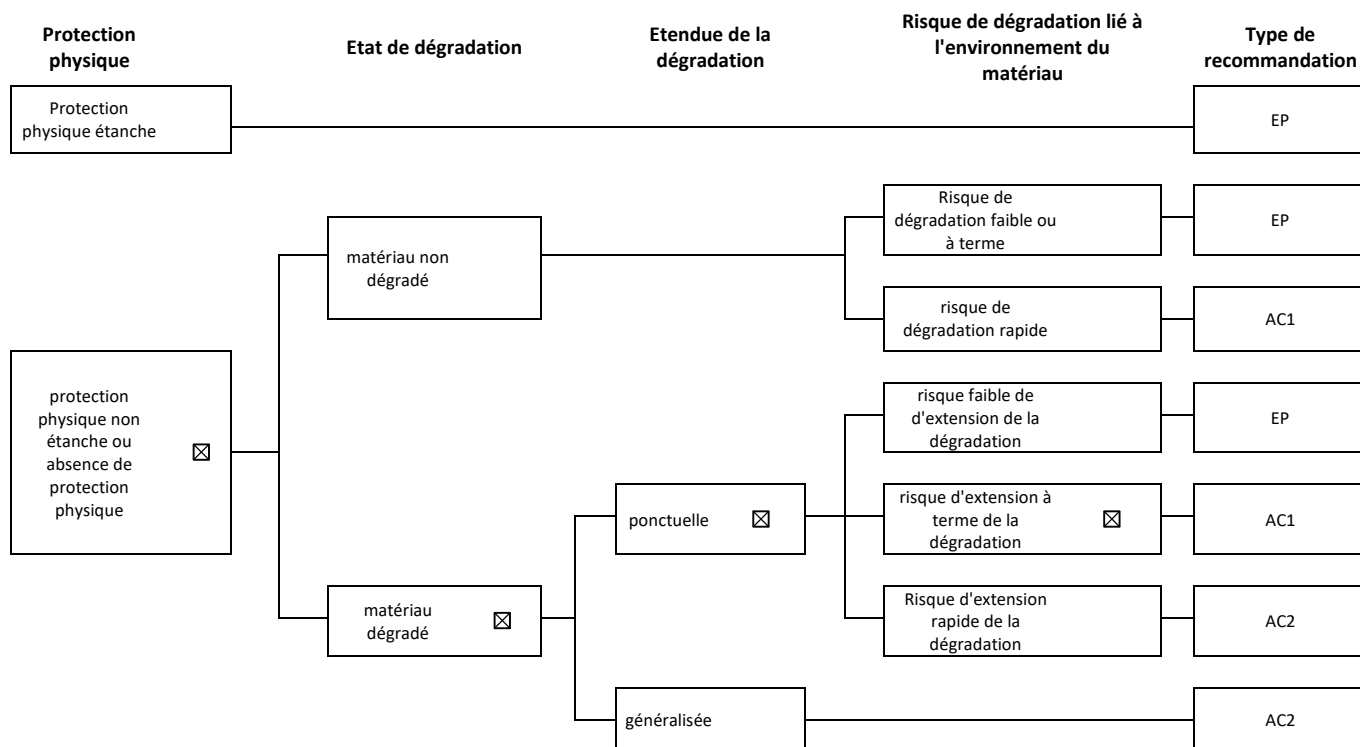 Protection
physique
Etat de dégradation
Etendue de la
dégradation
Risque de dégradation lié à
l'environnement du
matériau
Type de
recommandation
Protection
physique étanche
EP
matériau non
dégradé
Risque de
dégradation faible ou
à terme
EP
risque de
dégradation rapide
AC1
protection
physique non
étanche ou
absence de
protection
physique
☒
risque faible de
d'extension de la
dégradation
EP
ponctuelle ☒
risque d'extension à
terme de la
dégradation
☒
AC1
matériau
dégradé
☒
Risque d'extension
rapide de la
dégradation
AC2
généralisée
AC2